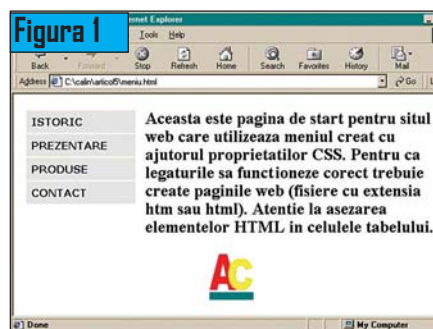 Figura 1
rnet Explorer
Tools Help
Back Forward Stop Refresh Home Search Favorites History Mail
Address C:\calin\articol5\meniu.html Go
ISTORIC
PREZENTARE
PRODUSE
CONTACT
Aceasta este pagina de start pentru situl
web care utilizeaza meniul creat cu
ajutorul proprietatilor CSS. Pentru ca
legaturile sa functioneze corect trebuie
create paginile web (fisiere cu extensia
htm sau html). Atentie la asezarea
elementelor HTML in celulele tabelului.
AC
Done My Computer